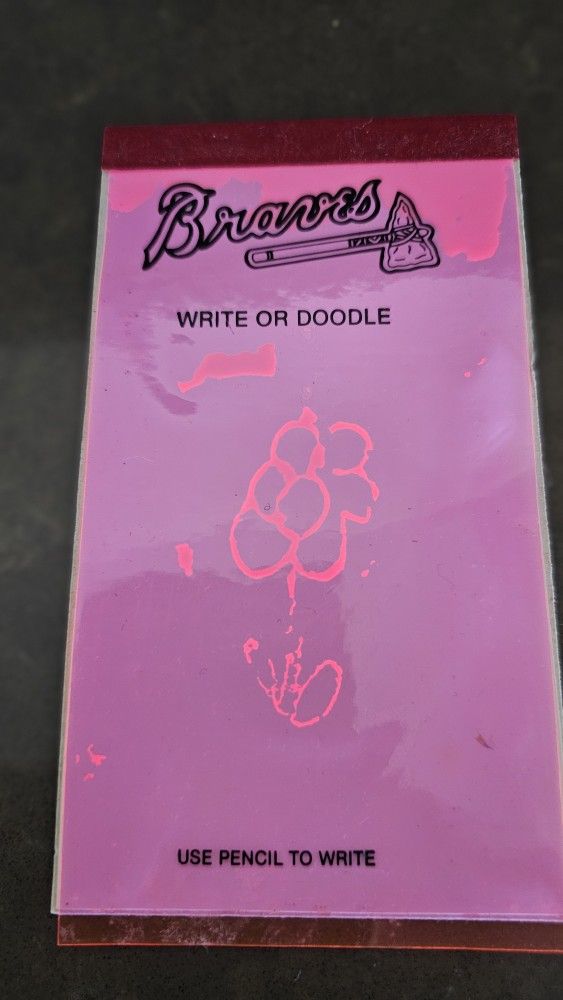 Braves
WRITE OR DOODLE
USE PENCIL TO WRITE